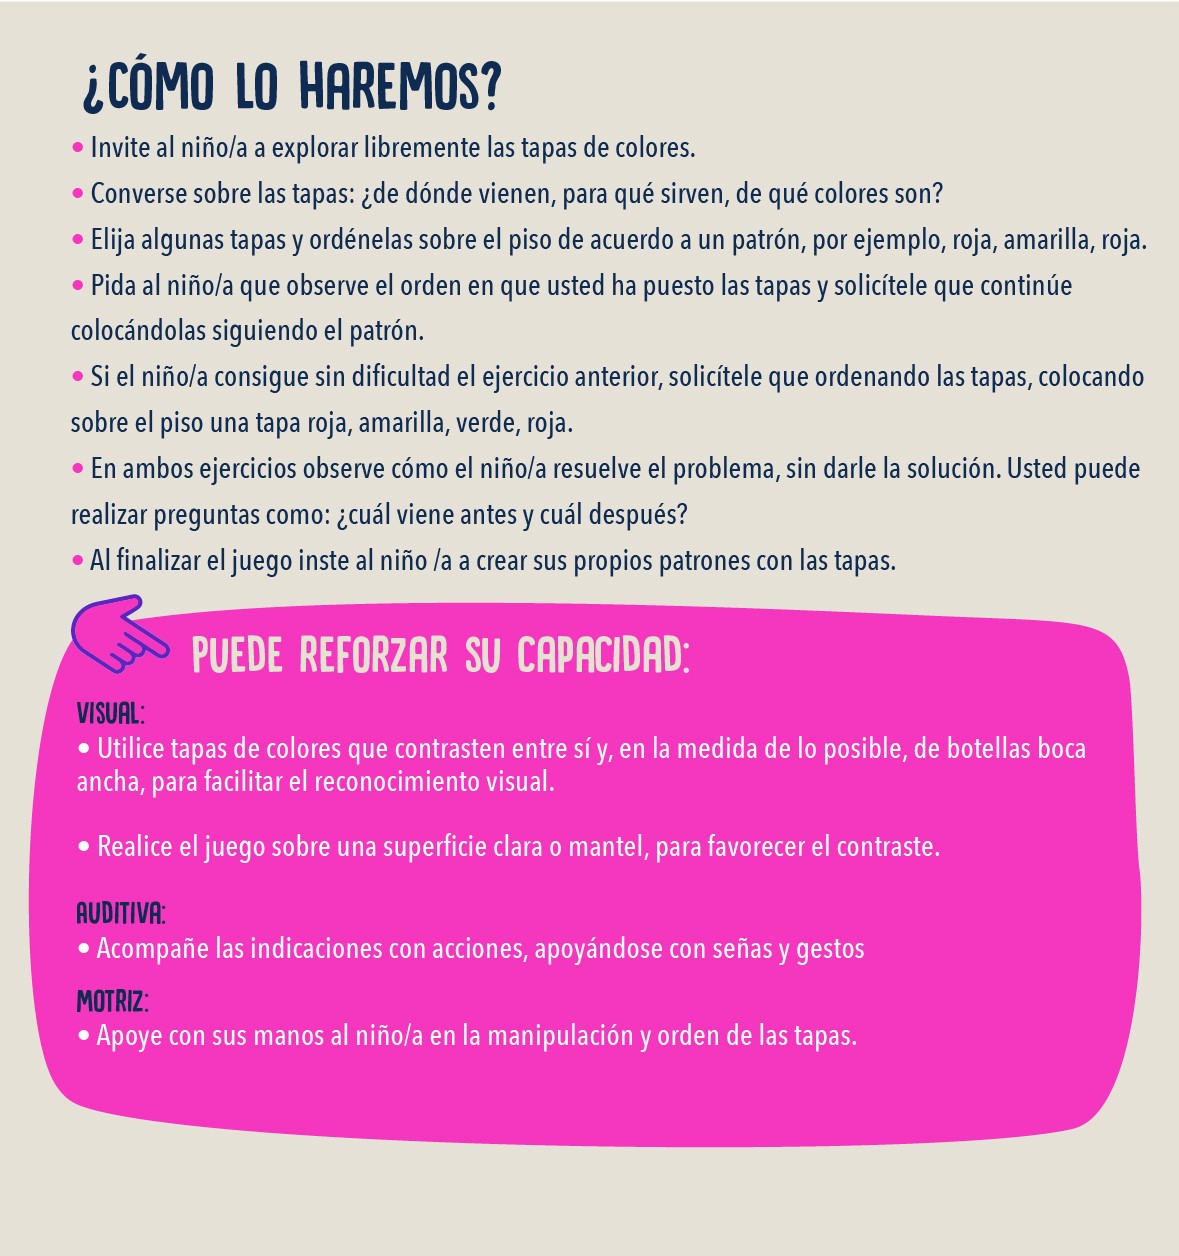 ¿CÓMO LO HAREMOS?
• Invite al niño/a a explorar libremente las tapas de colores.
• Converse sobre las tapas: ¿de dónde vienen, para qué sirven, de qué colores son?
• Elija algunas tapas y ordénelas sobre el piso de acuerdo a un patrón, por ejemplo, roja, amarilla, roja.
• Pida al niño/a que observe el orden en que usted ha puesto las tapas y solicítele que continúe
colocándolas siguiendo el patrón.
• Si el niño/a consigue sin dificultad el ejercicio anterior, solicítele que ordenando las tapas, colocando
sobre el piso una tapa roja, amarilla, verde, roja.
• En ambos ejercicios observe cómo el niño/a resuelve el problema, sin darle la solución. Usted puede
realizar preguntas como: ¿cuál viene antes y cuál después?
• Al finalizar el juego inste al niño /a a crear sus propios patrones con las tapas.
PUEDE REFORZAR SU CAPACIDAD:
VISUAL:
• Utilice tapas de colores que contrasten entre sí y, en la medida de lo posible, de botellas boca
ancha, para facilitar el reconocimiento visual.
• Realice el juego sobre una superficie clara o mantel, para favorecer el contraste.
AUDITIVA:
• Acompañe las indicaciones con acciones, apoyándose con señas y gestos
MOTRIZ:
• Apoye con sus manos al niño/a en la manipulación y orden de las tapas.